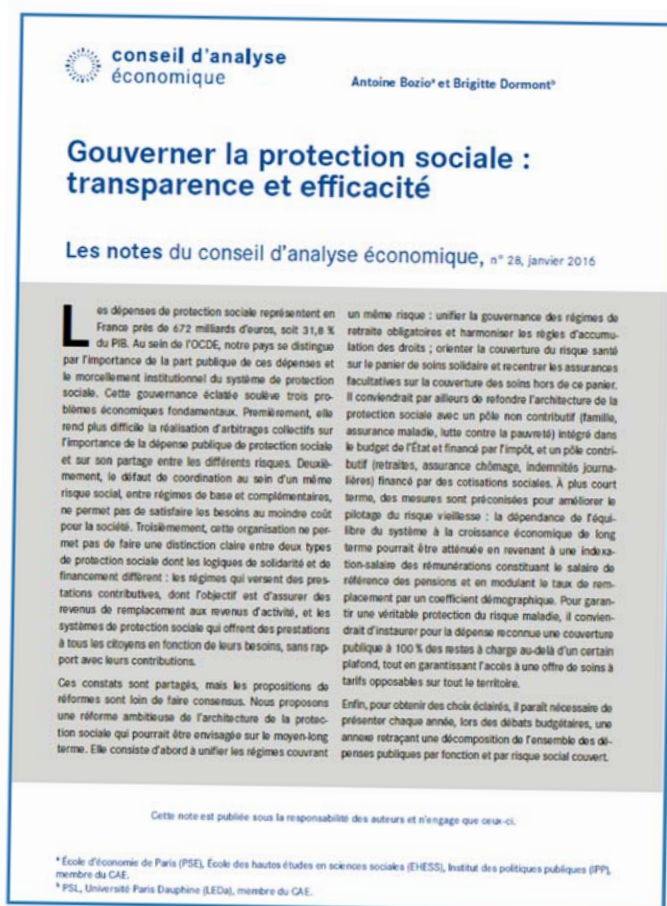 conseil d'analyse
économique
Antoine Bozioᵃ et Brigitte Dormontᵇ
Gouverner la protection sociale :
transparence et efficacité
Les notes du conseil d'analyse économique, n° 28, janvier 2016
Les dépenses de protection sociale représentent en
France près de 672 milliards d'euros, soit 31,8 %
du PIB. Au sein de l'OCDE, notre pays se distingue
par l'importance de la part publique de ces dépenses et
le morcellement institutionnel du système de protection
sociale. Cette gouvernance éclatée soulève trois pro-
blèmes économiques fondamentaux. Premièrement, elle
rend plus difficile la réalisation d'arbitrages collectifs sur
l'importance de la dépense publique de protection sociale
et sur son partage entre les différents risques. Deuxiè-
mement, le défaut de coordination au sein d'un même
risque social, entre régimes de base et complémentaires,
ne permet pas de satisfaire les besoins au moindre coût
pour la société. Troisièmement, cette organisation ne per-
met pas de faire une distinction claire entre deux types
de protection sociale dont les logiques de solidarité et de
financement diffèrent : les régimes qui versent des pres-
tations contributives, dont l'objectif est d'assurer des
revenus de remplacement aux revenus d'activité, et les
systèmes de protection sociale qui offrent des prestations
à tous les citoyens en fonction de leurs besoins, sans rap-
port avec leurs contributions.
Ces constats sont partagés, mais les propositions de
réformes sont loin de faire consensus. Nous proposons
une réforme ambitieuse de l'architecture de la protec-
tion sociale qui pourrait être envisagée sur le moyen-long
terme. Elle consiste d'abord à unifier les régimes couvrant
un même risque : unifier la gouvernance des régimes de
retraite obligatoires et harmoniser les règles d'accumu-
lation des droits ; orienter la couverture du risque santé
sur le panier de soins solidaire et recentrer les assurances
facultatives sur la couverture des soins hors de ce panier.
Il conviendrait par ailleurs de refondre l'architecture de la
protection sociale avec un pôle non contributif (famille,
assurance maladie, lutte contre la pauvreté) intégré dans
le budget de l'État et financé par l'impôt, et un pôle contri-
butif (retraites, assurance chômage, indemnités journa-
lières) financé par des cotisations sociales. À plus court
terme, des mesures sont préconisées pour améliorer le
pilotage du risque vieillesse : la dépendance de l'équi-
libre du système à la croissance économique de long
terme pourrait être atténuée en revenant à une indexa-
tion-salaire des rémunérations constituant le salaire de
référence des pensions et en modulant le taux de rem-
placement par un coefficient démographique. Pour garan-
tir une véritable protection du risque maladie, il convien-
drait d'instaurer pour la dépense reconnue une couverture
publique à 100 % des restes à charge au-delà d'un certain
plafond, tout en garantissant l'accès à une offre de soins à
tarifs opposables sur tout le territoire.
Enfin, pour obtenir des choix éclairés, il paraît nécessaire de
présenter chaque année, lors des débats budgétaires, une
annexe retraçant une décomposition de l'ensemble des dé-
penses publiques par fonction et par risque social couvert.
Cette note est publiée sous la responsabilité des auteurs et n'engage que ceux-ci.
ᵃ École d'économie de Paris (PSE), École des hautes études en sciences sociales (EHESS), Institut des politiques publiques (IPP),
membre du CAE.
ᵇ PSL, Université Paris Dauphine (LEDa), membre du CAE.